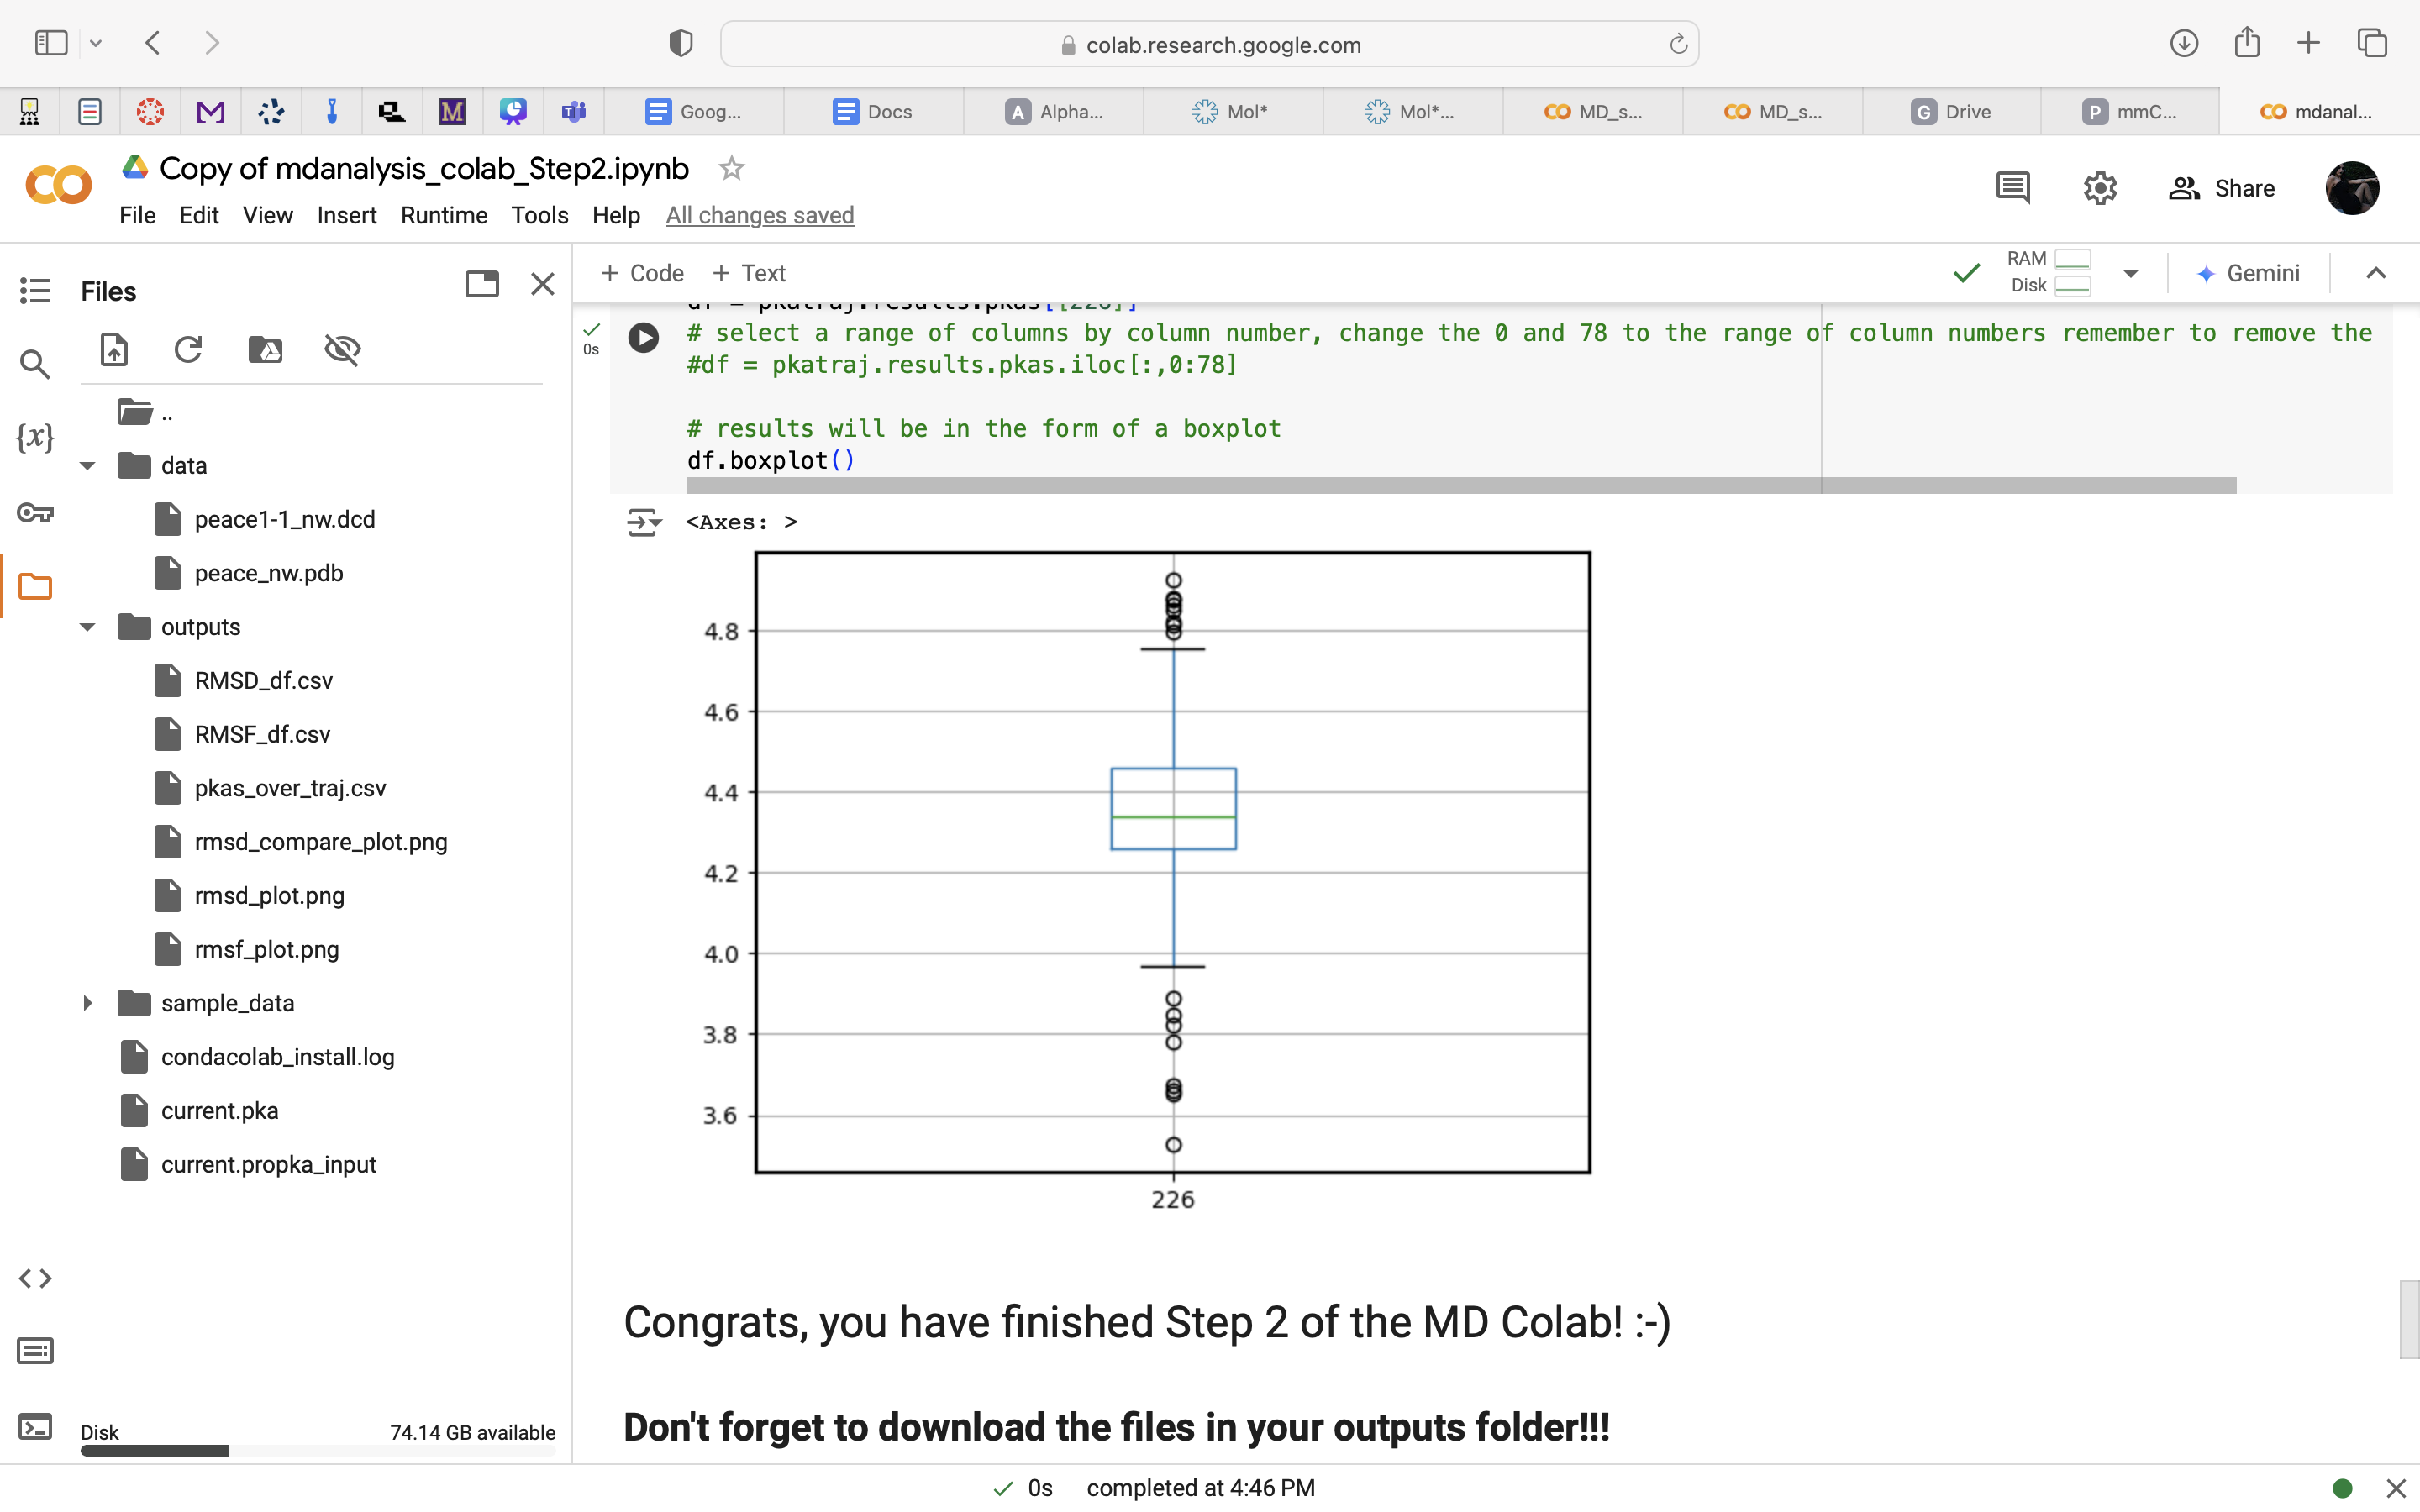 colab.research.google.com
Goog...
Docs
Alpha...
Mol*
Mol*...
MD_s...
MD_s...
Drive
mmC...
mdanal...
Copy of mdanalysis_colab_Step2.ipynb
File Edit View Insert Runtime Tools Help All changes saved
Share
Files
+ Code + Text
RAM
Disk
Gemini
..
data
peace1-1_nw.dcd
peace_nw.pdb
outputs
RMSD_df.csv
RMSF_df.csv
pkas_over_traj.csv
rmsd_compare_plot.png
rmsd_plot.png
rmsf_plot.png
sample_data
condacolab_install.log
current.pka
current.propka_input
Disk 74.14 GB available
0s
df = pkatraj.results.pkas[[226]]
# select a range of columns by column number, change the 0 and 78 to the range of column numbers remember to remove the
#df = pkatraj.results.pkas.iloc[:,0:78]
# results will be in the form of a boxplot
df.boxplot()
<Axes: >
4.8
4.6
4.4
4.2
4.0
3.8
3.6
226
Congrats, you have finished Step 2 of the MD Colab! :-)
Don't forget to download the files in your outputs folder!!!
0s completed at 4:46 PM